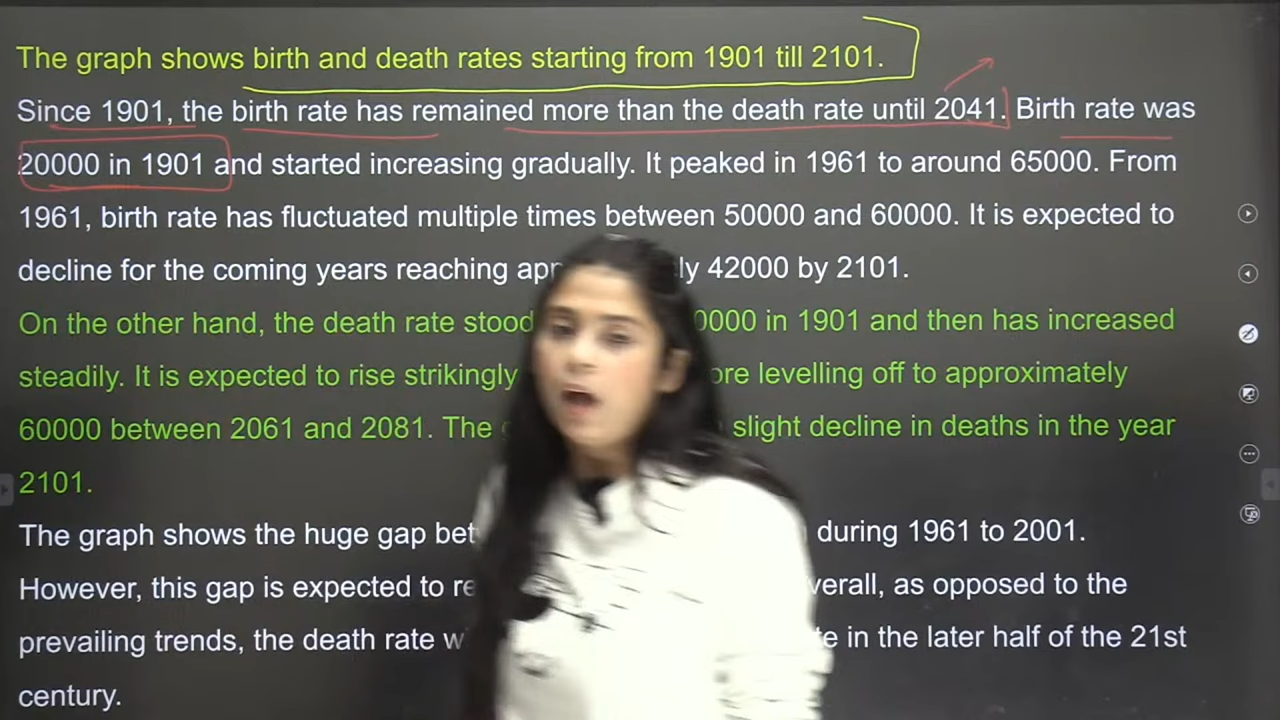 The graph shows birth and death rates starting from 1901 till 2101.
Since 1901, the birth rate has remained more than the death rate until 2041. Birth rate was
20000 in 1901 and started increasing gradually. It peaked in 1961 to around 65000. From
1961, birth rate has fluctuated multiple times between 50000 and 60000. It is expected to
decline for the coming years reaching 42000 by 2101.
On the other hand, the death rate stood in 1901 and then has increased
steadily. It is expected to rise strikingly levelling off to approximately
60000 between 2061 and 2081. The slight decline in deaths in the year
2101.
The graph shows the huge gap during 1961 to 2001.
However, this gap is expected to as opposed to the
prevailing trends, the death rate in the later half of the 21st
century.